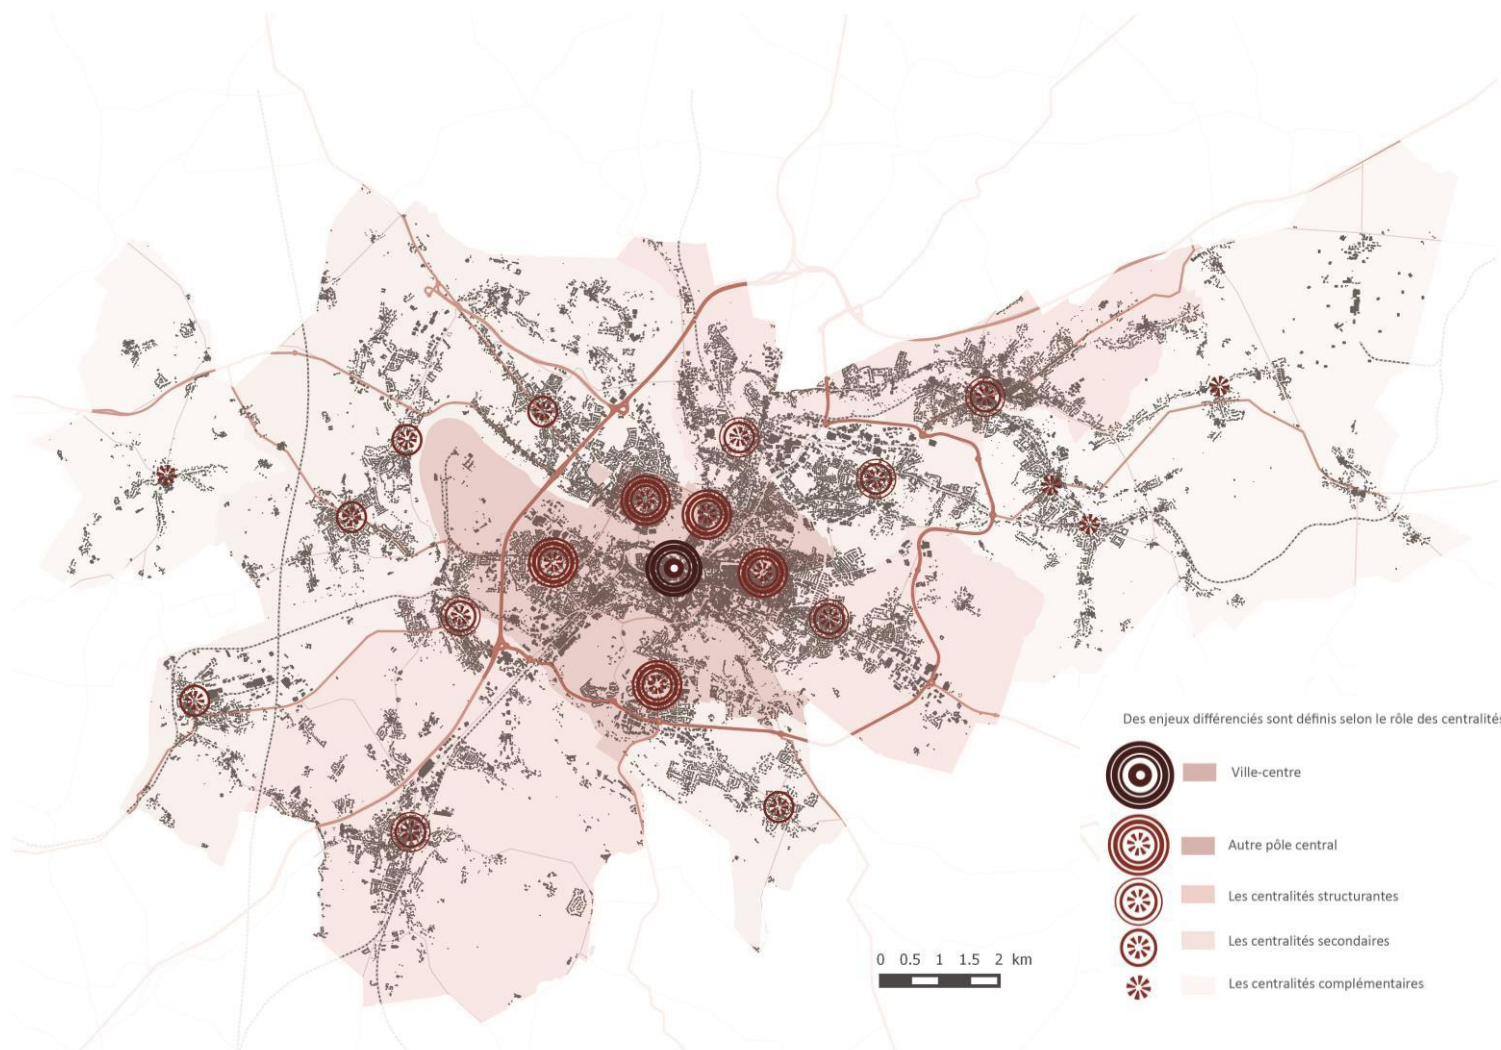 Des enjeux différenciés sont définis selon le rôle des centralités
Ville-centre
Autre pôle central
Les centralités structurantes
Les centralités secondaires
Les centralités complémentaires
0 0.5 1 1.5 2 km